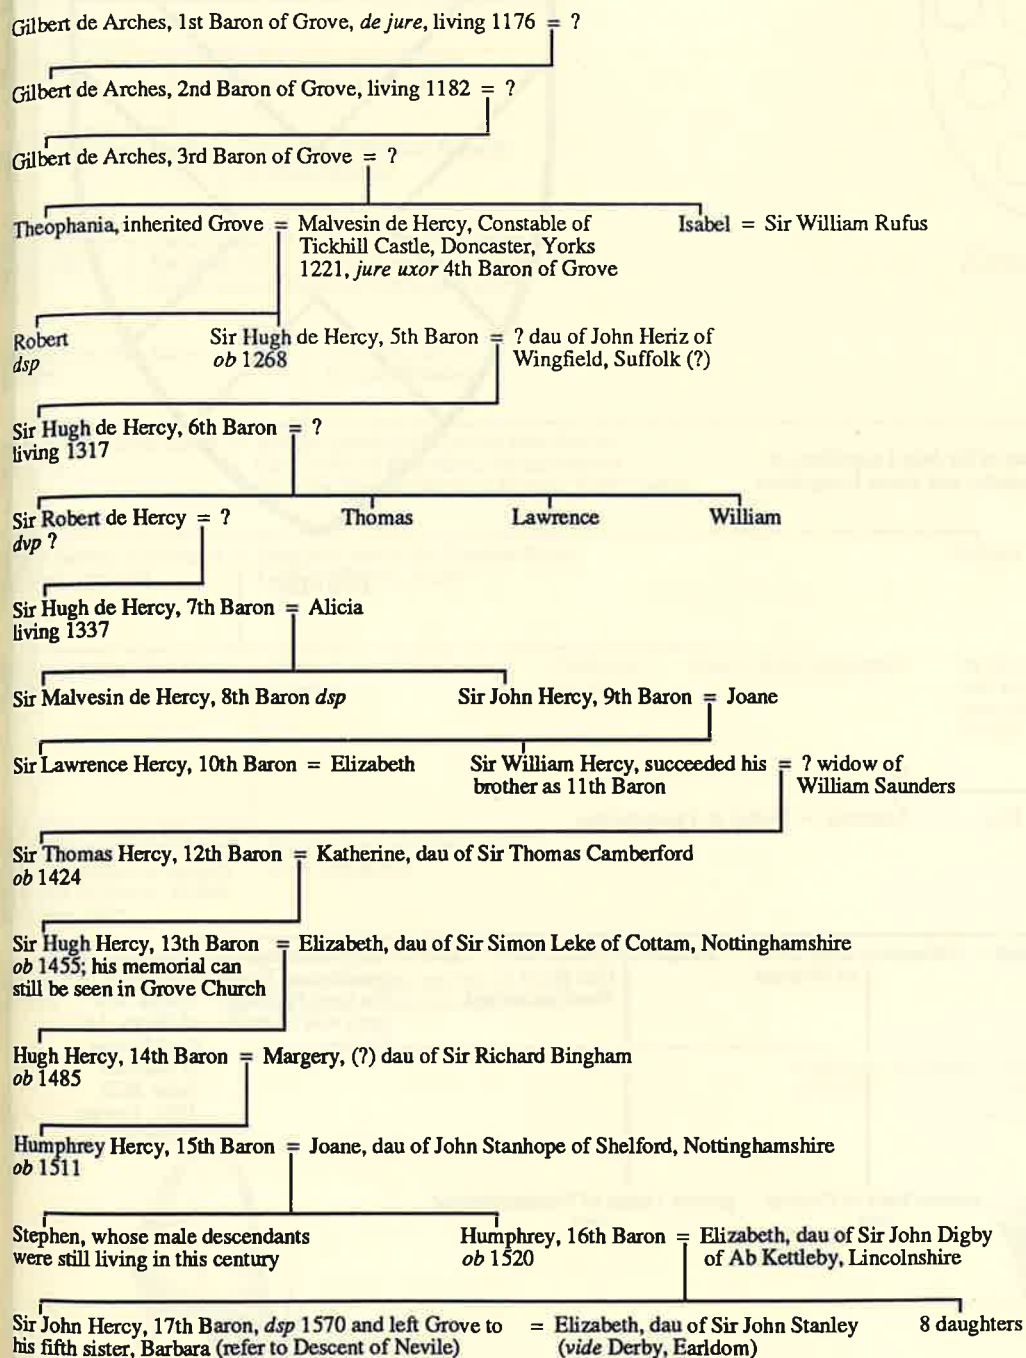 Gilbert de Arches, 1st Baron of Grove, de jure, living 1176 = ?
Gilbert de Arches, 2nd Baron of Grove, living 1182 = ?
Gilbert de Arches, 3rd Baron of Grove = ?
Theophania, inherited Grove = Malvesin de Hercy, Constable of Isabel = Sir William Rufus
Tickhill Castle, Doncaster, Yorks
1221, jure uxor 4th Baron of Grove
Robert Sir Hugh de Hercy, 5th Baron = ? dau of John Heriz of
dsp ob 1268 Wingfield, Suffolk (?)
Sir Hugh de Hercy, 6th Baron = ?
living 1317
Sir Robert de Hercy = ? Thomas Lawrence William
dvp ?
Sir Hugh de Hercy, 7th Baron = Alicia
living 1337
Sir Malvesin de Hercy, 8th Baron dsp Sir John Hercy, 9th Baron = Joane
Sir Lawrence Hercy, 10th Baron = Elizabeth Sir William Hercy, succeeded his = ? widow of
brother as 11th Baron William Saunders
Sir Thomas Hercy, 12th Baron = Katherine, dau of Sir Thomas Camberford
ob 1424
Sir Hugh Hercy, 13th Baron = Elizabeth, dau of Sir Simon Leke of Cottam, Nottinghamshire
ob 1455; his memorial can
still be seen in Grove Church
Hugh Hercy, 14th Baron = Margery, (?) dau of Sir Richard Bingham
ob 1485
Humphrey Hercy, 15th Baron = Joane, dau of John Stanhope of Shelford, Nottinghamshire
ob 1511
Stephen, whose male descendants Humphrey, 16th Baron = Elizabeth, dau of Sir John Digby
were still living in this century ob 1520 of Ab Kettleby, Lincolnshire
Sir John Hercy, 17th Baron, dsp 1570 and left Grove to = Elizabeth, dau of Sir John Stanley 8 daughters
his fifth sister, Barbara (refer to Descent of Nevile) (vide Derby, Earldom)